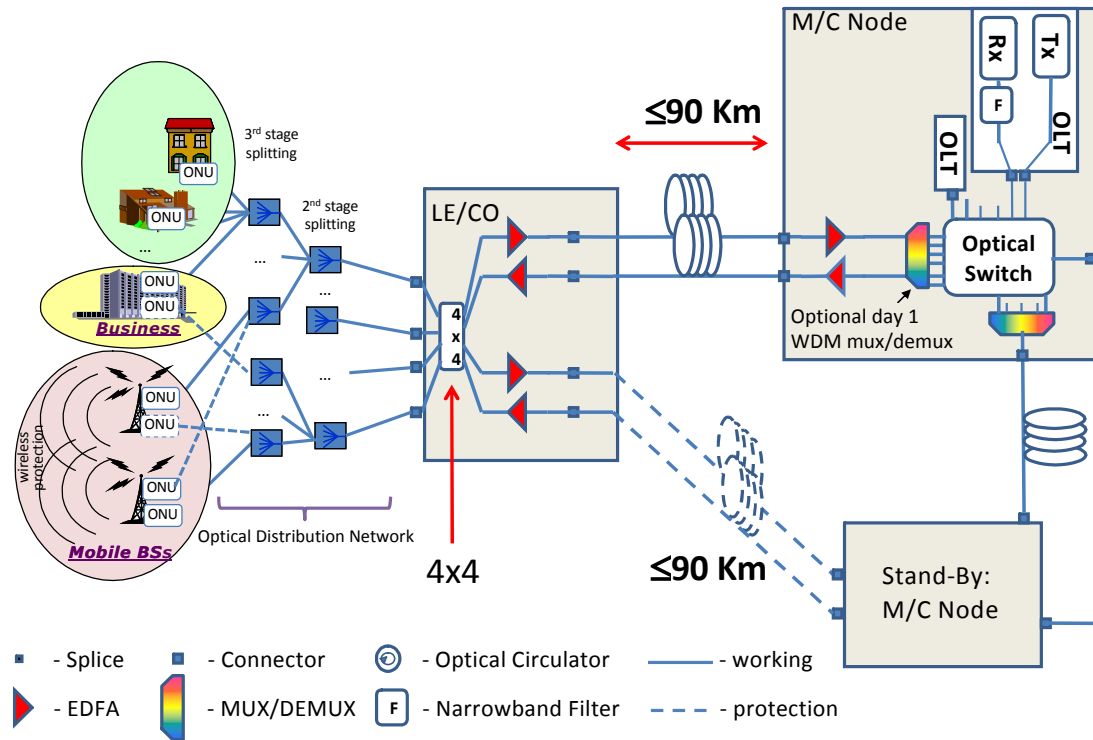 M/C Node
Rx
Tx
F
OLT
OLT
≤90 Km
3rd stage
splitting
ONU
ONU
...
2nd stage
splitting
LE/CO
Optical
Switch
ONU
ONU
Business
...
...
4
x
4
Optional day 1
WDM mux/demux
...
...
wireless
protection
ONU
ONU
ONU
ONU
Mobile BSs
Optical Distribution Network
4x4
≤90 Km
Stand-By:
M/C Node
- Splice
- Connector
- Optical Circulator
- working
- EDFA
- MUX/DEMUX
F
- Narrowband Filter
- protection